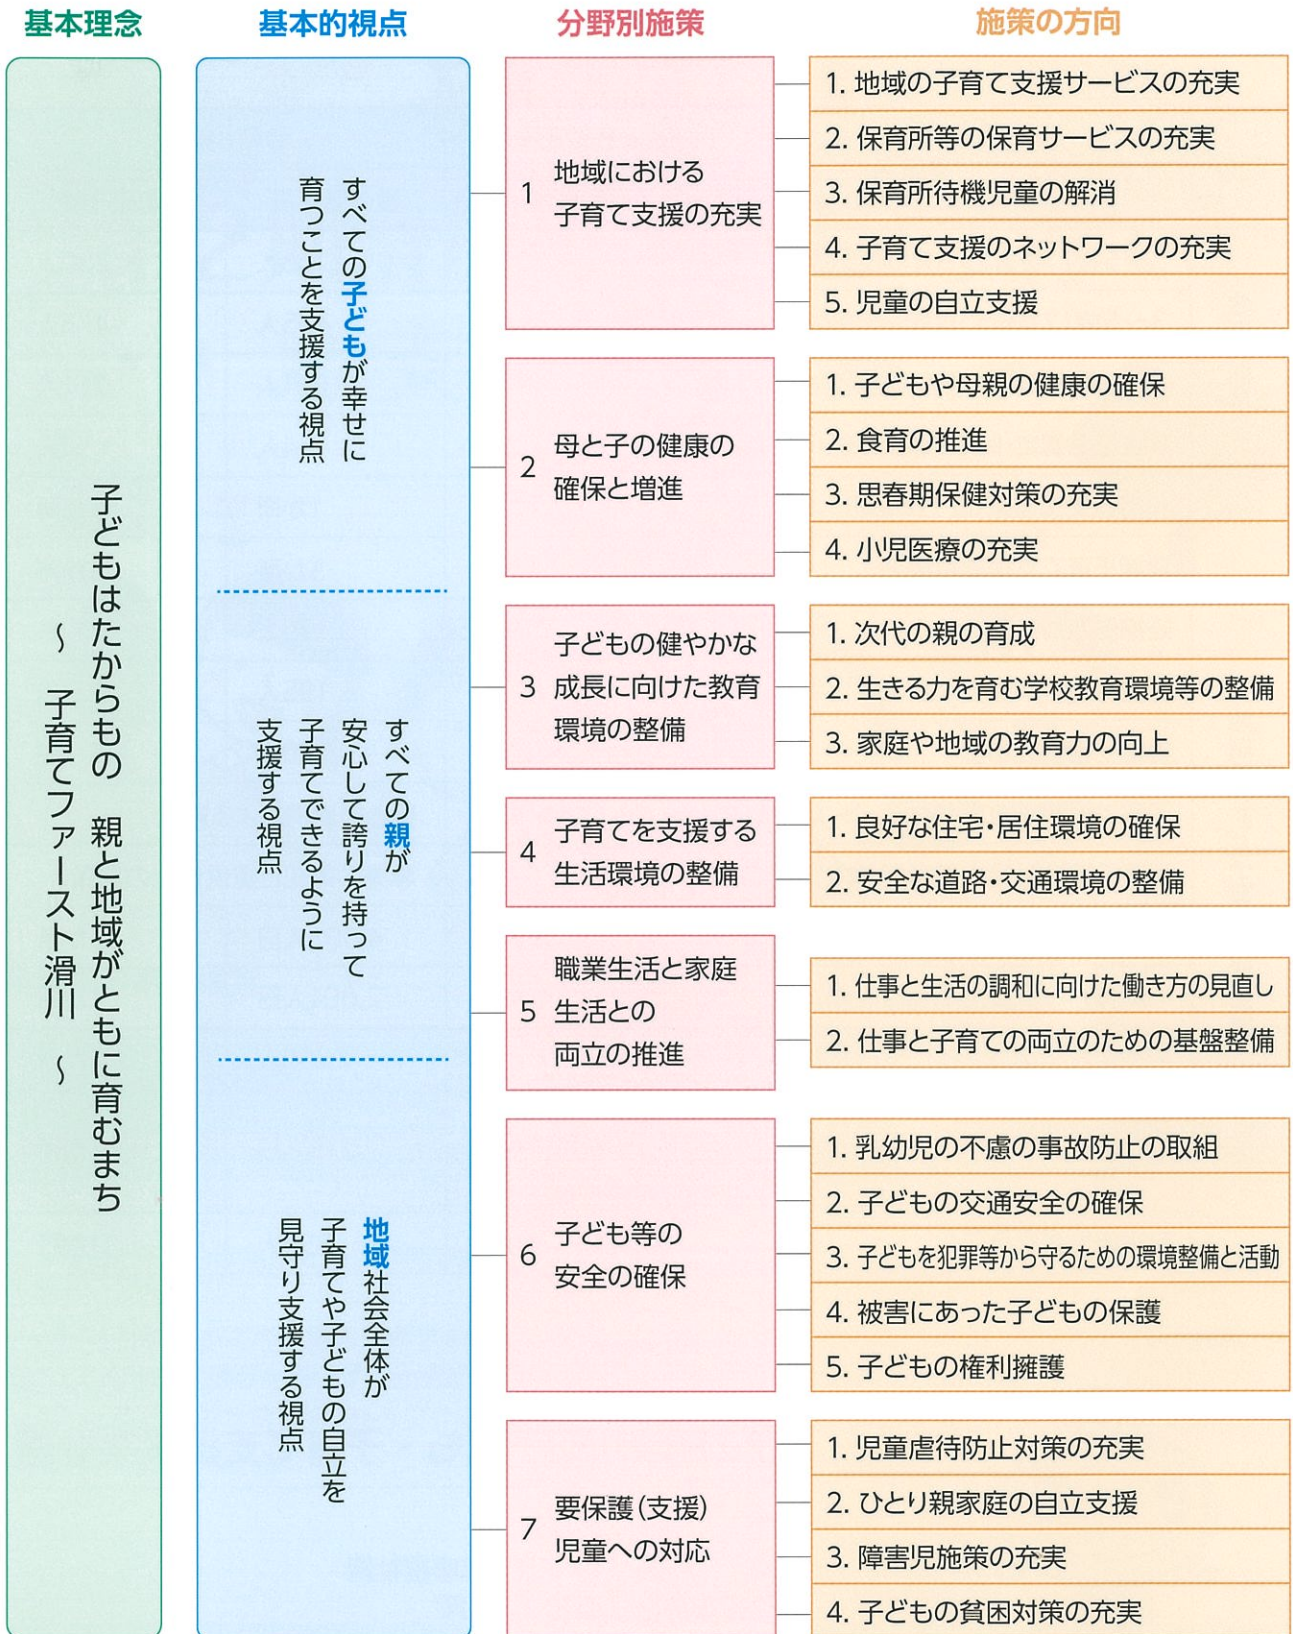 基本理念
基本的視点
分野別施策
施策の方向
子どもはたからもの　親と地域がともに育むまち
～　子育てファースト滑川　～
すべての子どもが幸せに
育つことを支援する視点
すべての親が
安心して誇りを持って
子育てできるように
支援する視点
地域社会全体が
子育てや子どもの自立を
見守り支援する視点
1
地域における
子育て支援の充実
1. 地域の子育て支援サービスの充実
2. 保育所等の保育サービスの充実
3. 保育所待機児童の解消
4. 子育て支援のネットワークの充実
5. 児童の自立支援
2
母と子の健康の
確保と増進
1. 子どもや母親の健康の確保
2. 食育の推進
3. 思春期保健対策の充実
4. 小児医療の充実
3
子どもの健やかな
成長に向けた教育
環境の整備
1. 次代の親の育成
2. 生きる力を育む学校教育環境等の整備
3. 家庭や地域の教育力の向上
4
子育てを支援する
生活環境の整備
1. 良好な住宅・居住環境の確保
2. 安全な道路・交通環境の整備
5
職業生活と家庭
生活との
両立の推進
1. 仕事と生活の調和に向けた働き方の見直し
2. 仕事と子育ての両立のための基盤整備
6
子ども等の
安全の確保
1. 乳幼児の不慮の事故防止の取組
2. 子どもの交通安全の確保
3. 子どもを犯罪等から守るための環境整備と活動
4. 被害にあった子どもの保護
5. 子どもの権利擁護
7
要保護（支援）
児童への対応
1. 児童虐待防止対策の充実
2. ひとり親家庭の自立支援
3. 障害児施策の充実
4. 子どもの貧困対策の充実